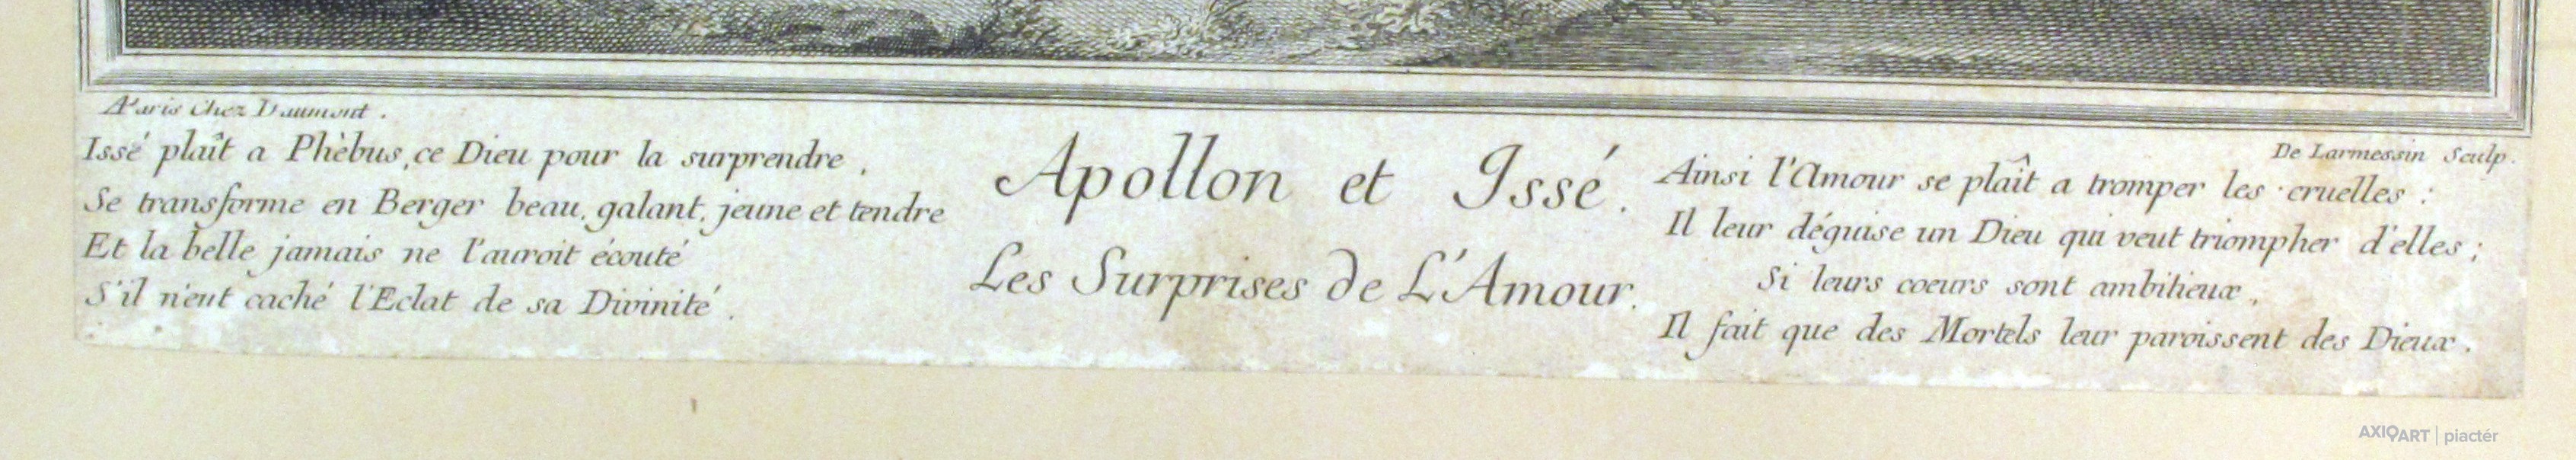 A Paris Chez Daumont.
Issé plaît a Phèbus, ce Dieu pour la surprendre,
Se transforme en Berger beau, galant, jeune et tendre
Et la belle jamais ne l'auroit écouté
S'il n'eut caché l'Eclat de sa Divinité.
Apollon et Issé.
Les Surprises de L'Amour.
De Larmessin Sculp.
Ainsi l'Amour se plaît a tromper les cruelles :
Il leur déguise un Dieu qui veut triompher d'elles ;
Si leurs coeurs sont ambitieux,
Il fait que des Mortels leur paroissent des Dieux.
AXIOART | piactér